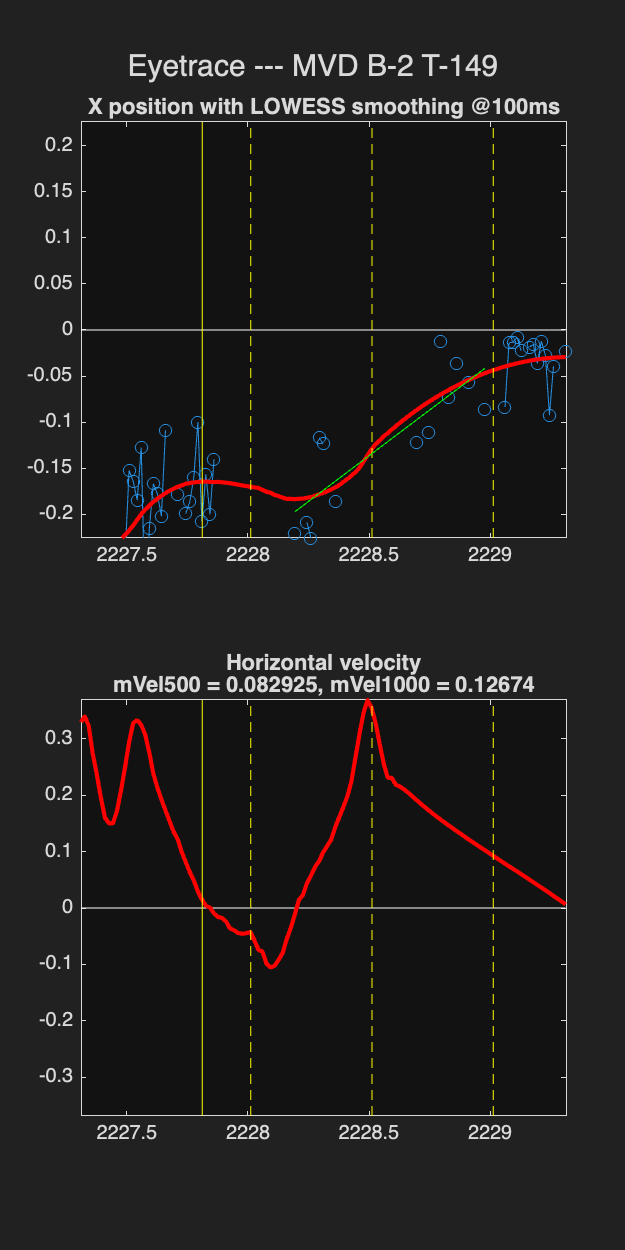 Eyetrace --- MVD B-2 T-149
X position with LOWESS smoothing @100ms
0.2
0.15
0.1
0.05
0
-0.05
-0.1
-0.15
-0.2
2227.5 2228 2228.5 2229
Horizontal velocity
mVel500 = 0.082925, mVel1000 = 0.12674
0.3
0.2
0.1
0
-0.1
-0.2
-0.3
2227.5 2228 2228.5 2229